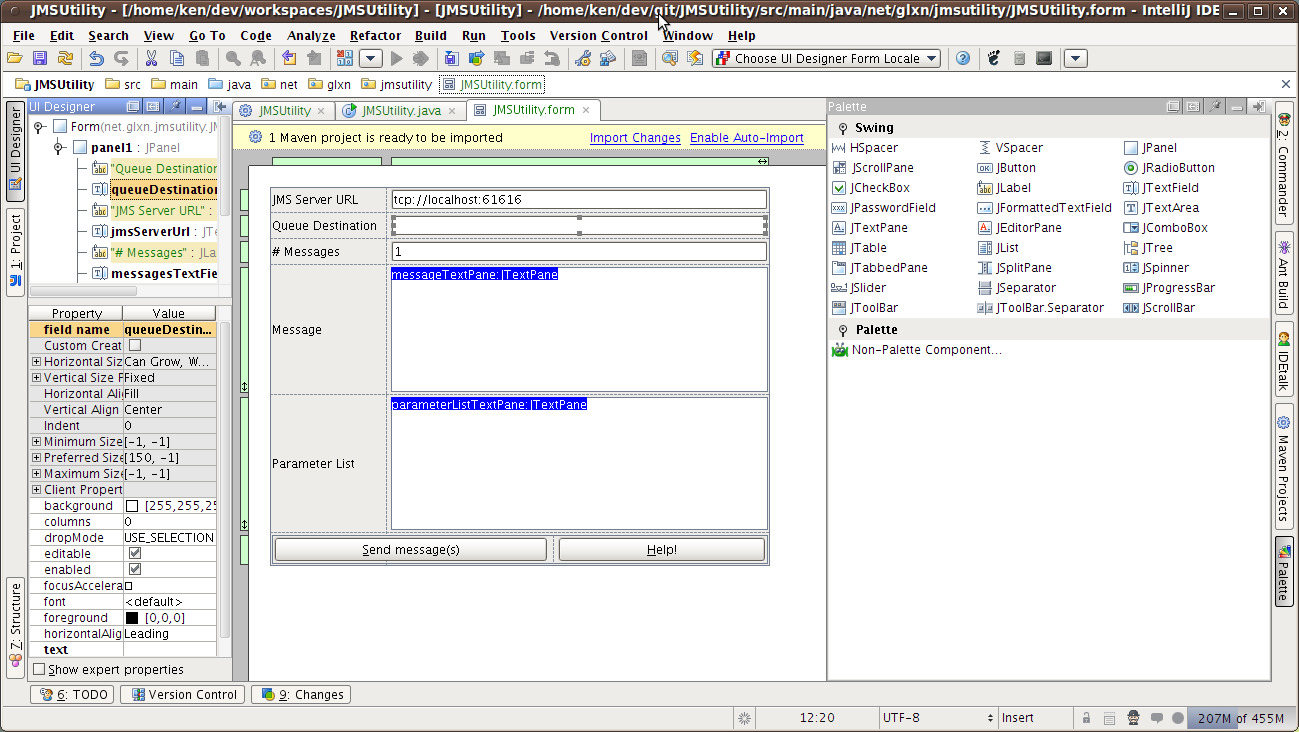 JMSUtility - [/home/ken/dev/workspaces/JMSUtility] - [JMSUtility] - /home/ken/dev/git/JMSUtility/src/main/java/net/glxn/jmsutility/JMSUtility.form - IntelliJ IDE
File Edit Search View Go To Code Analyze Refactor Build Run Tools Version Control Window Help
Choose UI Designer Form Locale
JMSUtility src main java net glxn jmsutility JMSUtility.form
UI Designer
JMSUtility JMSUtility.java JMSUtility.form
Palette
Form(net.glxn.jmsutility.JM
panel1 : JPanel
"Queue Destination
queueDestination
"JMS Server URL" :
jmsServerUrl : JTe
"# Messages" : JLa
messagesTextFie
1 Maven project is ready to be imported Import Changes Enable Auto-Import
JMS Server URL tcp://localhost:61616
Queue Destination
# Messages 1
Message messageTextPane: JTextPane
Parameter List parameterListTextPane: JTextPane
Send message(s) Help!
Property Value
field name queueDestin...
Custom Creat
Horizontal Siz Can Grow, W...
Vertical Size P Fixed
Horizontal Alig Fill
Vertical Align Center
Indent 0
Minimum Size [-1, -1]
Preferred Size [150, -1]
Maximum Size [-1, -1]
Client Propert
background [255,255,25
columns 0
dropMode USE_SELECTION
editable
enabled
focusAccelera
font <default>
foreground [0,0,0]
horizontalAlig Leading
text
Show expert properties
Swing
HSpacer VSpacer JPanel
JScrollPane JButton JRadioButton
JCheckBox JLabel JTextField
JPasswordField JFormattedTextField JTextArea
JTextPane JEditorPane JComboBox
JTable JList JTree
JTabbedPane JSplitPane JSpinner
JSlider JSeparator JProgressBar
JToolBar JToolBar.Separator JScrollBar
Palette
Non-Palette Component...
UI Designer
1: Project
Z: Structure
2: Commander
Ant Build
IDEtalk
Maven Projects
Palette
6: TODO Version Control 9: Changes
12:20 UTF-8 Insert 207M of 455M